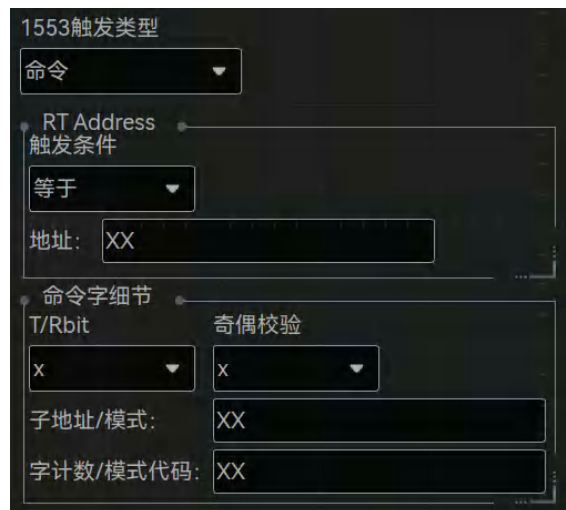 1553触发类型
命令
RT Address
触发条件
等于
地址: XX
命令字细节
T/Rbit 奇偶校验
x x
子地址/模式: XX
字计数/模式代码: XX